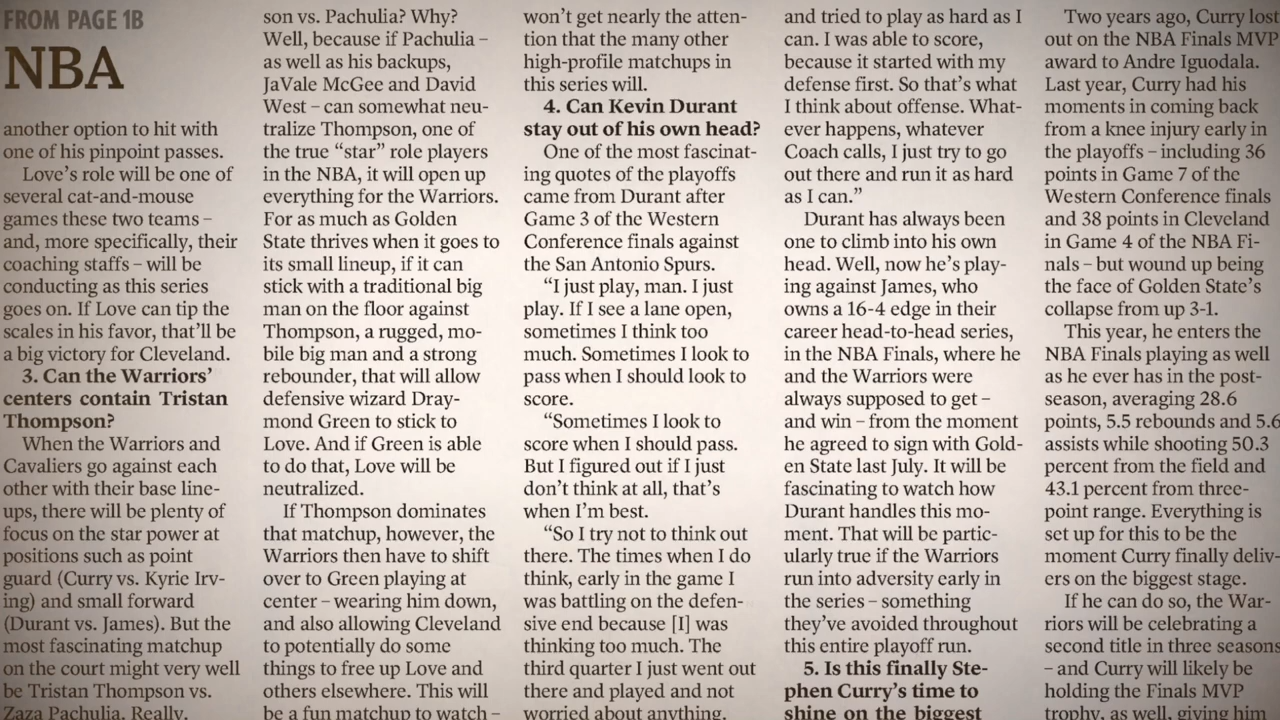 FROM PAGE 1B
NBA
another option to hit with
one of his pinpoint passes.
Love’s role will be one of
several cat-and-mouse
games these two teams –
and, more specifically, their
coaching staffs – will be
conducting as this series
goes on. If Love can tip the
scales in his favor, that’ll be
a big victory for Cleveland.
3. Can the Warriors’
centers contain Tristan
Thompson?
When the Warriors and
Cavaliers go against each
other with their base line-
ups, there will be plenty of
focus on the star power at
positions such as point
guard (Curry vs. Kyrie Irv-
ing) and small forward
(Durant vs. James). But the
most fascinating matchup
on the court might very well
be Tristan Thompson vs.
Zaza Pachulia. Really.
son vs. Pachulia? Why?
Well, because if Pachulia –
as well as his backups,
JaVale McGee and David
West – can somewhat neu-
tralize Thompson, one of
the true “star” role players
in the NBA, it will open up
everything for the Warriors.
For as much as Golden
State thrives when it goes to
its small lineup, if it can
stick with a traditional big
man on the floor against
Thompson, a rugged, mo-
bile big man and a strong
rebounder, that will allow
defensive wizard Dray-
mond Green to stick to
Love. And if Green is able
to do that, Love will be
neutralized.
If Thompson dominates
that matchup, however, the
Warriors then have to shift
over to Green playing at
center – wearing him down,
and also allowing Cleveland
to potentially do some
things to free up Love and
others elsewhere. This will
be a fun matchup to watch –
won’t get nearly the atten-
tion that the many other
high-profile matchups in
this series will.
4. Can Kevin Durant
stay out of his own head?
One of the most fascinat-
ing quotes of the playoffs
came from Durant after
Game 3 of the Western
Conference finals against
the San Antonio Spurs.
“I just play, man. I just
play. If I see a lane open,
sometimes I think too
much. Sometimes I look to
pass when I should look to
score.
“Sometimes I look to
score when I should pass.
But I figured out if I just
don’t think at all, that’s
when I’m best.
“So I try not to think out
there. The times when I do
think, early in the game I
was battling on the defen-
sive end because [I] was
thinking too much. The
third quarter I just went out
there and played and not
worried about anything,
and tried to play as hard as I
can. I was able to score,
because it started with my
defense first. So that’s what
I think about offense. What-
ever happens, whatever
Coach calls, I just try to go
out there and run it as hard
as I can.”
Durant has always been
one to climb into his own
head. Well, now he’s play-
ing against James, who
owns a 16-4 edge in their
career head-to-head series,
in the NBA Finals, where he
and the Warriors were
always supposed to get –
and win – from the moment
he agreed to sign with Gold-
en State last July. It will be
fascinating to watch how
Durant handles this mo-
ment. That will be partic-
ularly true if the Warriors
run into adversity early in
the series – something
they’ve avoided throughout
this entire playoff run.
5. Is this finally Ste-
phen Curry’s time to
shine on the biggest
Two years ago, Curry lost
out on the NBA Finals MVP
award to Andre Iguodala.
Last year, Curry had his
moments in coming back
from a knee injury early in
the playoffs – including 36
points in Game 7 of the
Western Conference finals
and 38 points in Cleveland
in Game 4 of the NBA Fi-
nals – but wound up being
the face of Golden State’s
collapse from up 3-1.
This year, he enters the
NBA Finals playing as well
as he ever has in the post-
season, averaging 28.6
points, 5.5 rebounds and 5.6
assists while shooting 50.3
percent from the field and
43.1 percent from three-
point range. Everything is
set up for this to be the
moment Curry finally deliv-
ers on the biggest stage.
If he can do so, the War-
riors will be celebrating a
second title in three seasons
– and Curry will likely be
holding the Finals MVP
trophy, as well, giving him